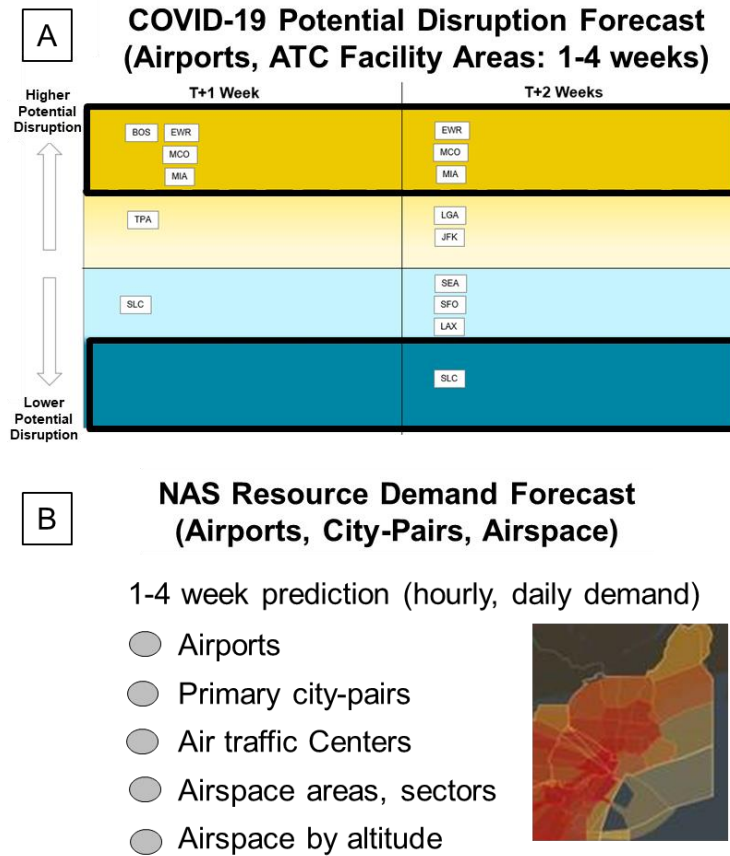 A
COVID-19 Potential Disruption Forecast
(Airports, ATC Facility Areas: 1-4 weeks)
Higher
Potential
Disruption
T+1 Week
T+2 Weeks
BOS EWR
MCO
MIA
EWR
MCO
MIA
TPA
LGA
JFK
SLC
SEA
SFO
LAX
SLC
Lower
Potential
Disruption
B
NAS Resource Demand Forecast
(Airports, City-Pairs, Airspace)
1-4 week prediction (hourly, daily demand)
Airports
Primary city-pairs
Air traffic Centers
Airspace areas, sectors
Airspace by altitude